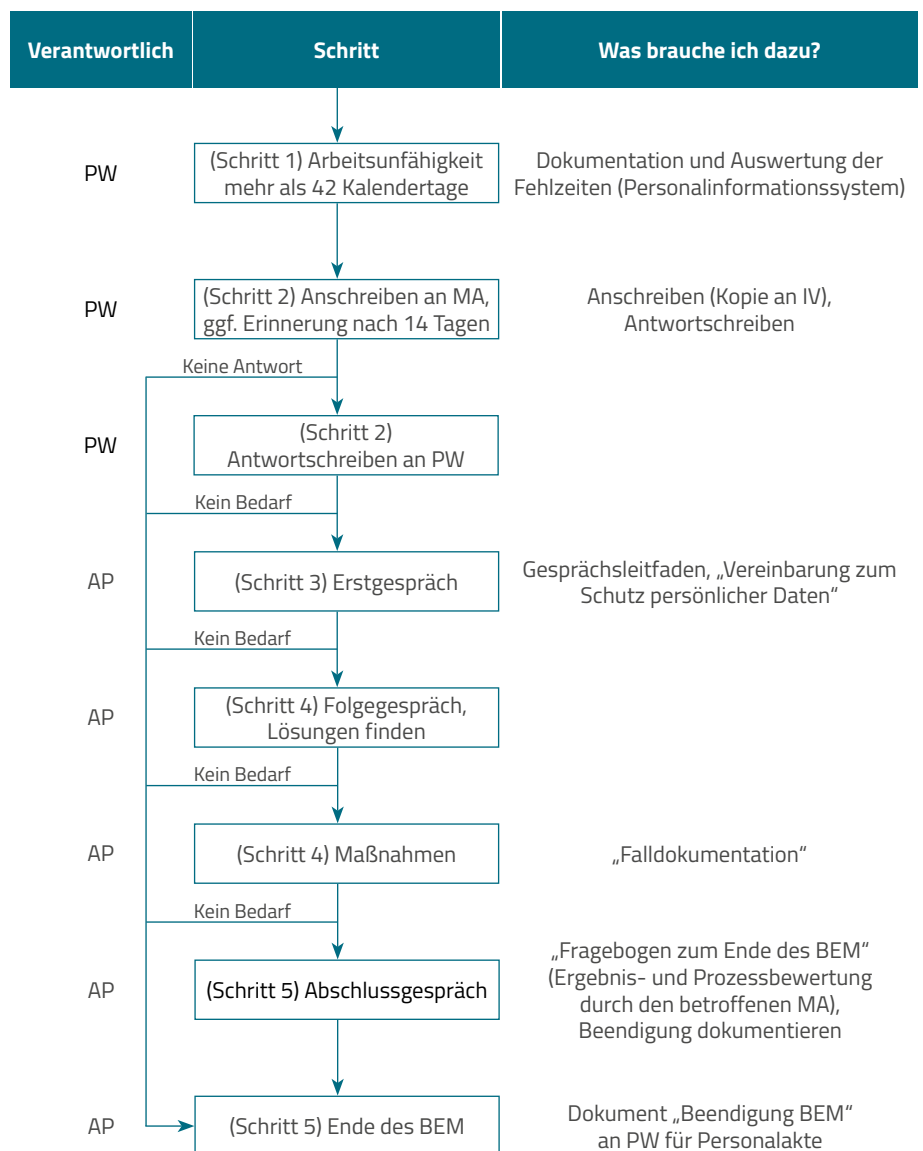 Verantwortlich
Schritt
Was brauche ich dazu?
PW
(Schritt 1) Arbeitsunfähigkeit
mehr als 42 Kalendertage
Dokumentation und Auswertung der
Fehlzeiten (Personalinformationssystem)
PW
(Schritt 2) Anschreiben an MA,
ggf. Erinnerung nach 14 Tagen
Anschreiben (Kopie an IV),
Antwortschreiben
Keine Antwort
PW
(Schritt 2)
Antwortschreiben an PW
Kein Bedarf
AP
(Schritt 3) Erstgespräch
Gesprächsleitfaden, „Vereinbarung zum
Schutz persönlicher Daten“
Kein Bedarf
AP
(Schritt 4) Folgegespräch,
Lösungen finden
Kein Bedarf
AP
(Schritt 4) Maßnahmen
„Falldokumentation“
Kein Bedarf
AP
(Schritt 5) Abschlussgespräch
„Fragebogen zum Ende des BEM“
(Ergebnis- und Prozessbewertung
durch den betroffenen MA),
Beendigung dokumentieren
AP
(Schritt 5) Ende des BEM
Dokument „Beendigung BEM“
an PW für Personalakte